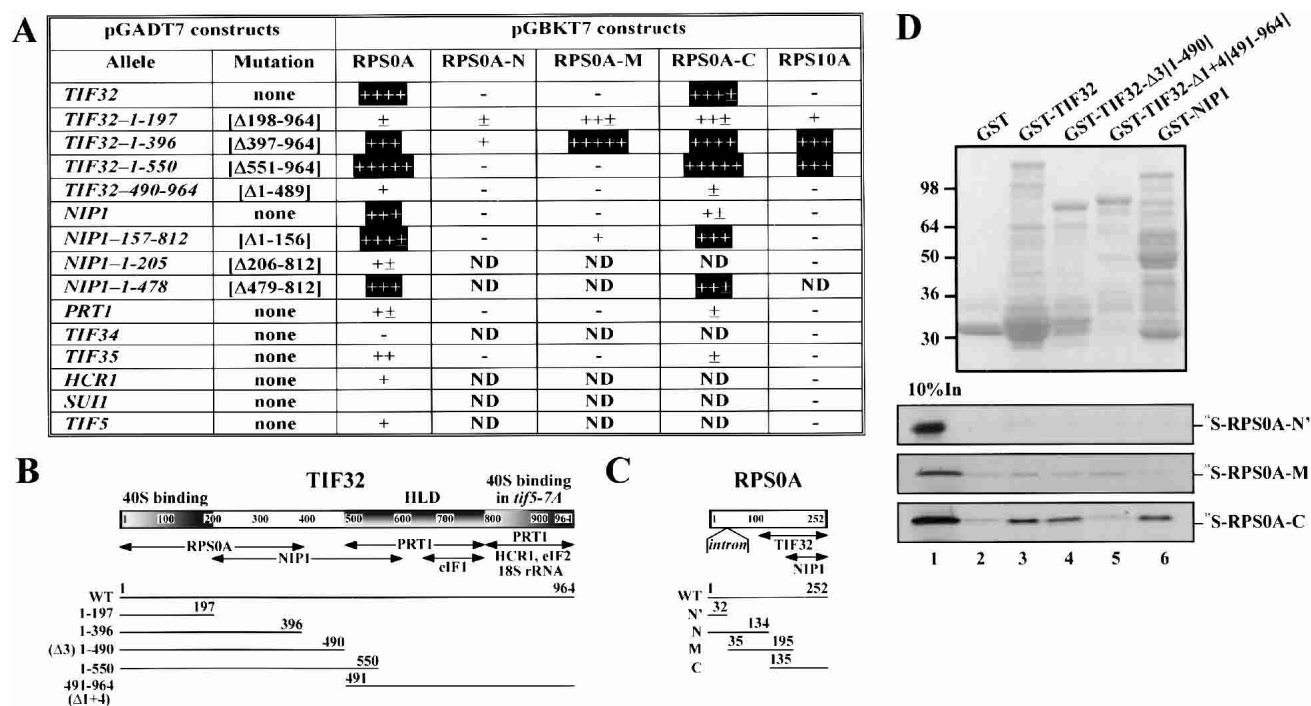 A
pGADT7 constructs pGBKT7 constructs
Allele Mutation RPS0A RPS0A-N RPS0A-M RPS0A-C RPS10A
TIF32 none ++++ - - +++± -
TIF32–1-197 [Δ198-964] ± ± ++± ++± +
TIF32–1-396 [Δ397-964] +++ + +++++ ++++ +++
TIF32–1-550 [Δ551-964] +++++ - - +++++ +++
TIF32–490-964 [Δ1-489] + - - ± -
NIP1 none +++ - - +± -
NIP1–157-812 [Δ1-156] +++± - + +++ -
NIP1–1-205 [Δ206-812] +± ND ND ND -
NIP1–1-478 [Δ479-812] +++ ND ND ++± ND
PRT1 none +± - - ± -
TIF34 none - ND ND ND -
TIF35 none ++ - - ± -
HCR1 none + ND ND ND -
SUI1 none ND ND ND -
TIF5 none + ND ND ND -
B
TIF32
40S binding HLD 40S binding
in tif5-7A
1 100 200 300 400 500 600 700 800 900 964
RPS0A NIP1 PRT1 eIF1 PRT1
HCR1, eIF2
18S rRNA
WT 1 964
1-197 197
1-396 396
(Δ3) 1-490 490
1-550 550
491-964 491
(Δ1+4)
C
RPS0A
1 100 252
intron TIF32
NIP1
WT 1 252
N' 32
N 134
M 35 195
C 135
D
GST
GST-TIF32
GST-TIF32-Δ3[1-490]
GST-TIF32-Δ1+4[491-964]
GST-NIP1
98
64
50
36
30
10%In
³⁵S-RPS0A-N'
³⁵S-RPS0A-M
³⁵S-RPS0A-C
1 2 3 4 5 6